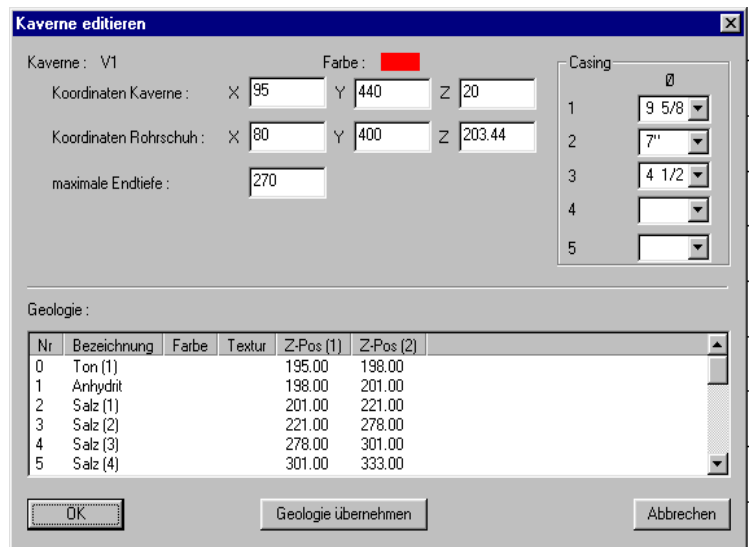 Kaverne editieren
Kaverne : V1 Farbe :
Koordinaten Kaverne : X 95 Y 440 Z 20
Koordinaten Rohrschuh : X 80 Y 400 Z 203.44
maximale Endtiefe : 270
Casing
Ø
1 9 5/8
2 7''
3 4 1/2
4
5
Geologie :
Nr Bezeichnung Farbe Textur Z-Pos (1) Z-Pos (2)
0 Ton (1) 195.00 198.00
1 Anhydrit 198.00 201.00
2 Salz (1) 201.00 221.00
3 Salz (2) 221.00 278.00
4 Salz (3) 278.00 301.00
5 Salz (4) 301.00 333.00
OK Geologie übernehmen Abbrechen